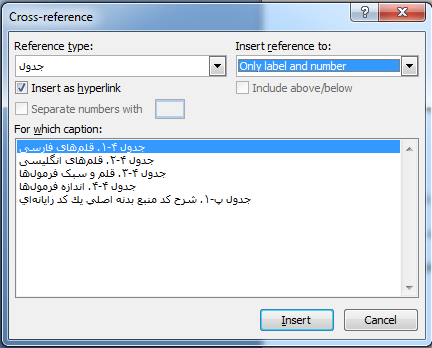 Cross-reference
Reference type:
Insert reference to:
جدول
Only label and number
Insert as hyperlink
Include above/below
Separate numbers with
For which caption:
جدول ۴-۱. قلم‌های فارسی
جدول ۴-۲. قلم‌های انگلیسی
جدول ۴-۳. قلم و سبک فرمول‌ها
جدول ۴-۴. اندازه فرمول‌ها
جدول پ-۱. شرح کد منبع بدنه اصلي يك كد رايانه‌اي
Insert
Cancel